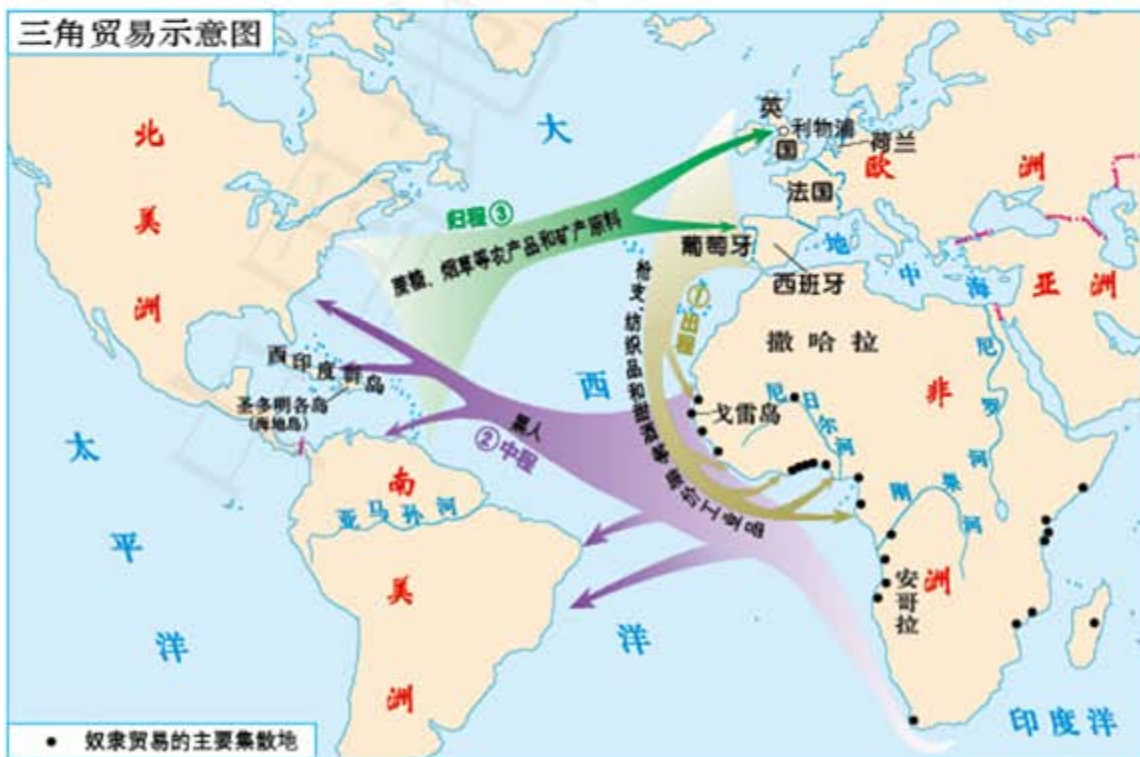 三角贸易示意图
北美洲
大西洋
太平洋
英国
利物浦
荷兰
欧洲
法国
葡萄牙
西班牙
地中海
亚洲
归程③
蔗糖、烟草等农产品和矿产原料
①出程
枪支、纺织品和
等工业品
撒哈拉
西印度群岛
圣多明各岛
(海地岛)
黑人
②中程
戈雷岛
尼日尔河
非洲
尼罗河
刚果河
安哥拉
南美洲
亚马孙河
印度洋
奴隶贸易的主要集散地